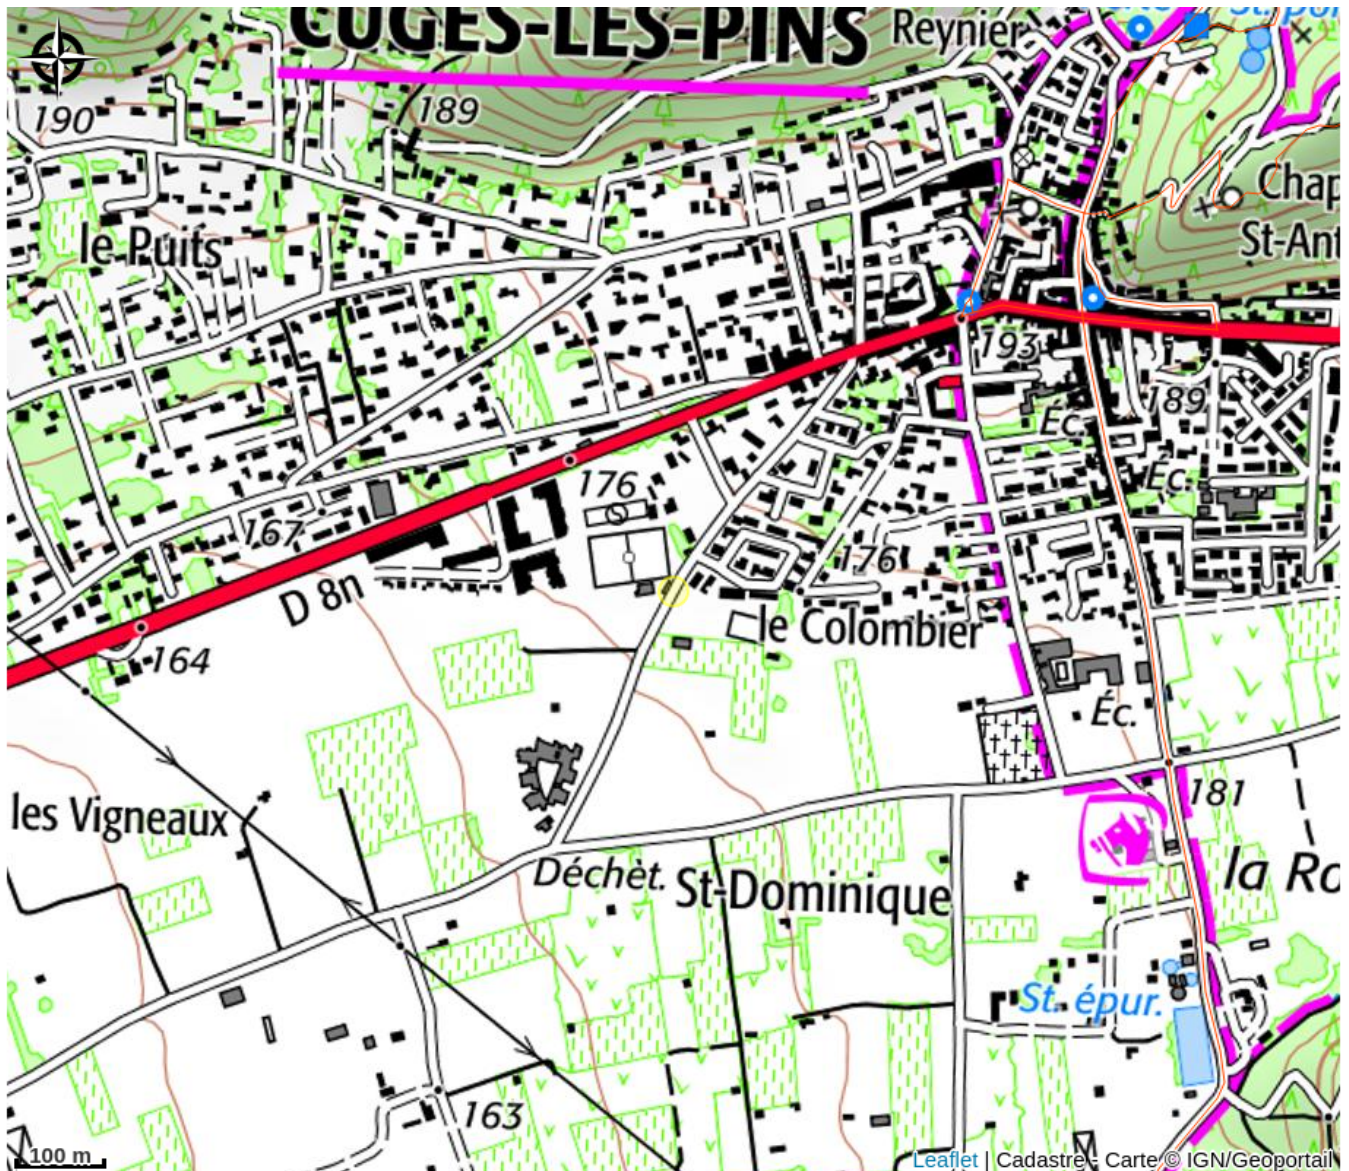 CUGES-LES-PINS
Reynier
190
189
Chap
St-Ant
le Puits
193
189
Éc.
Éc.
176
167
176
D 8n
le Colombier
164
Éc.
181
les Vigneaux
Déchèt.
St-Dominique
la Ro
St. épur.
163
100 m
Leaflet | Cadastre - Carte © IGN/Geoportail